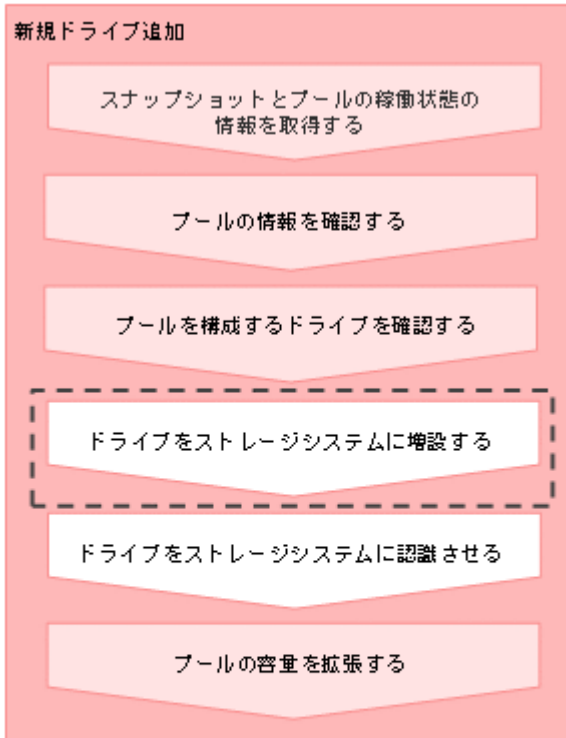 新規ドライブ追加
スナップショットとプールの稼働状態の
情報を取得する
プールの情報を確認する
プールを構成するドライブを確認する
ドライブをストレージシステムに増設する
ドライブをストレージシステムに認識させる
プールの容量を拡張する